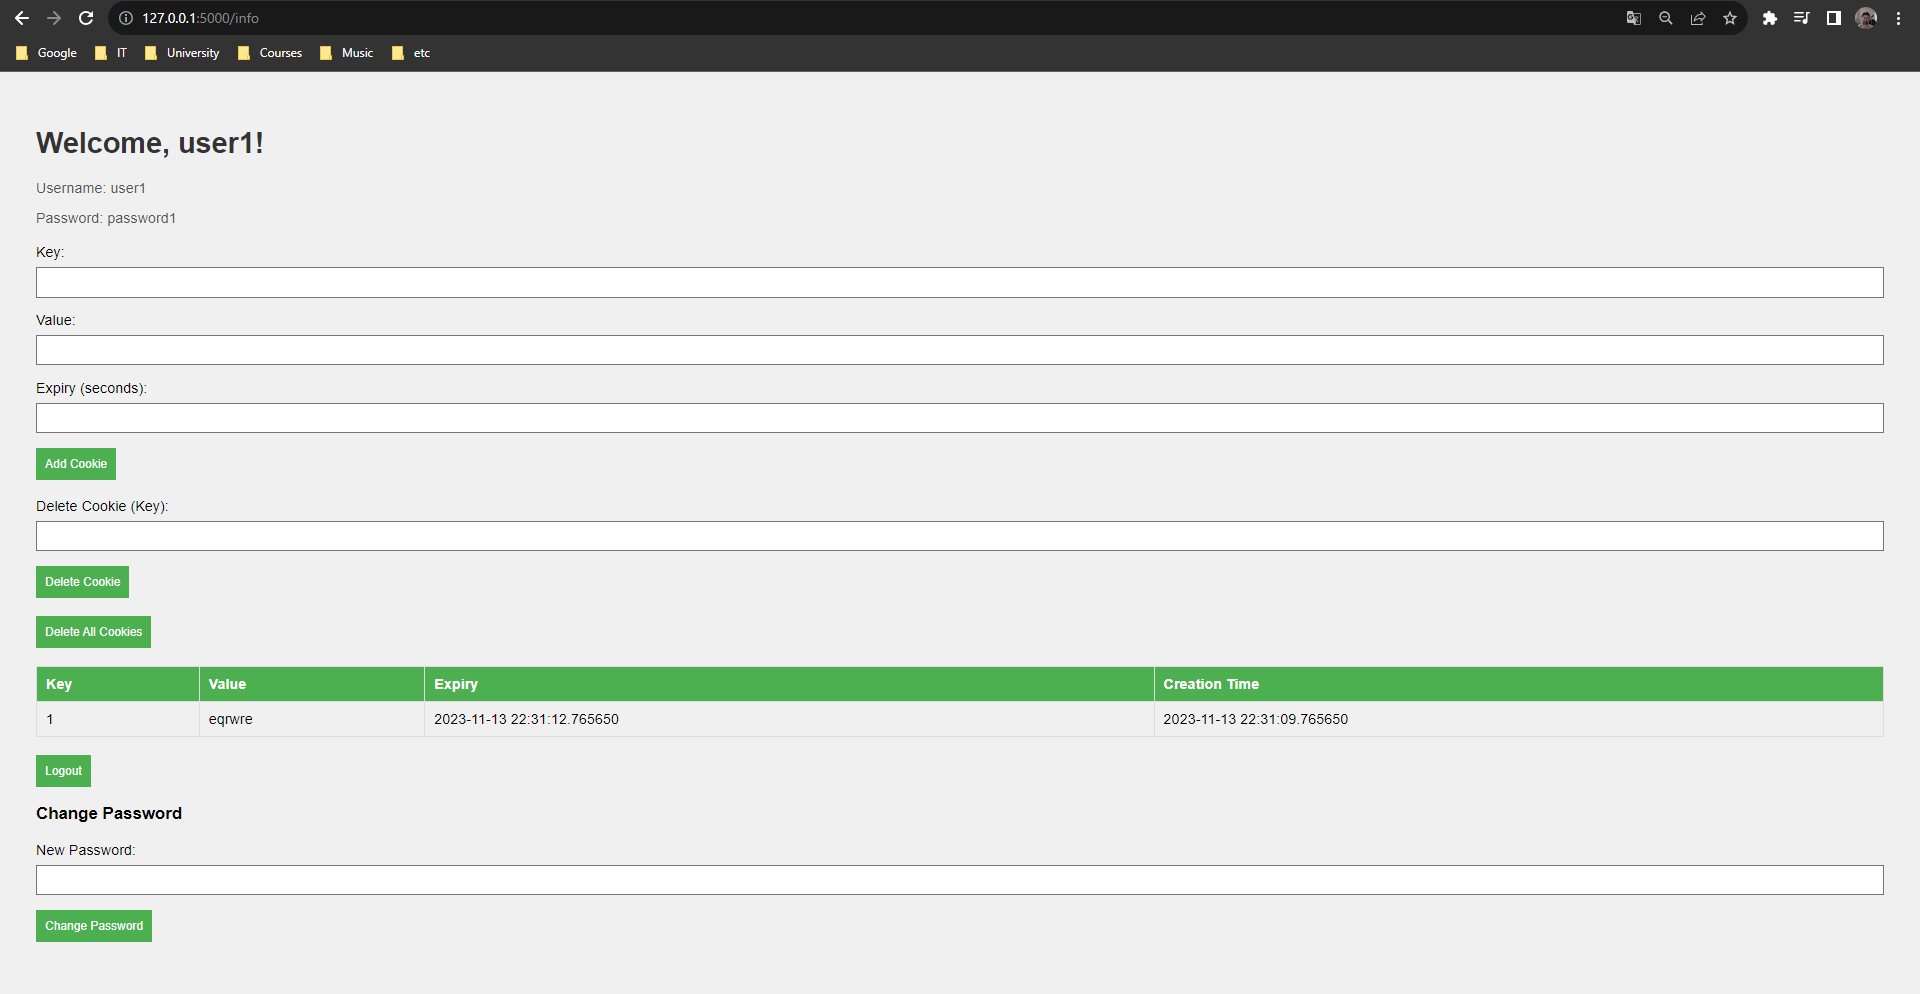 127.0.0.1:5000/info
Google IT University Courses Music etc
Welcome, user1!
Username: user1
Password: password1
Key:
Value:
Expiry (seconds):
Add Cookie
Delete Cookie (Key):
Delete Cookie
Delete All Cookies
Key Value Expiry Creation Time
1 eqrwre 2023-11-13 22:31:12.765650 2023-11-13 22:31:09.765650
Logout
Change Password
New Password:
Change Password